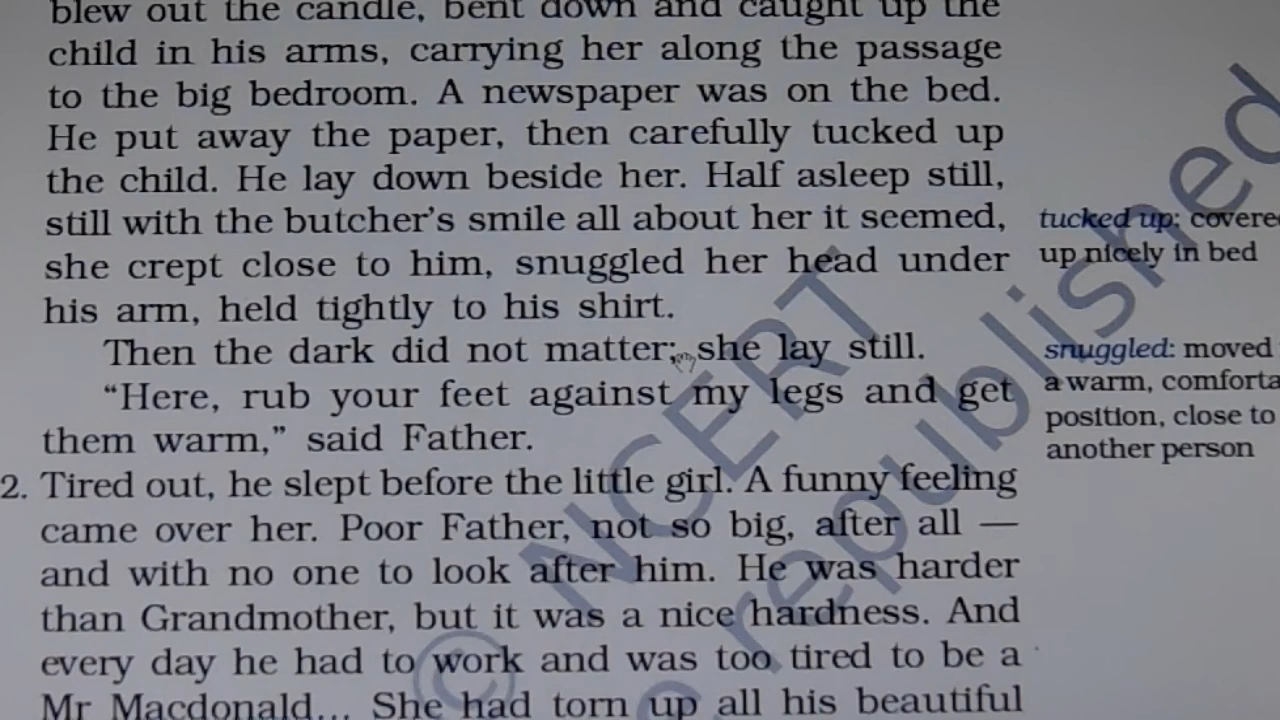 blew out the candle, bent down and caught up the
child in his arms, carrying her along the passage
to the big bedroom. A newspaper was on the bed.
He put away the paper, then carefully tucked up
the child. He lay down beside her. Half asleep still,
still with the butcher's smile all about her it seemed,
she crept close to him, snuggled her head under
his arm, held tightly to his shirt.
Then the dark did not matter; she lay still.
“Here, rub your feet against my legs and get
them warm,” said Father.
2. Tired out, he slept before the little girl. A funny feeling
came over her. Poor Father, not so big, after all —
and with no one to look after him. He was harder
than Grandmother, but it was a nice hardness. And
every day he had to work and was too tired to be a
Mr Macdonald... She had torn up all his beautiful
tucked up: covere
up nicely in bed
snuggled: moved
a warm, comforta
position, close to
another person
© NCERT
republished